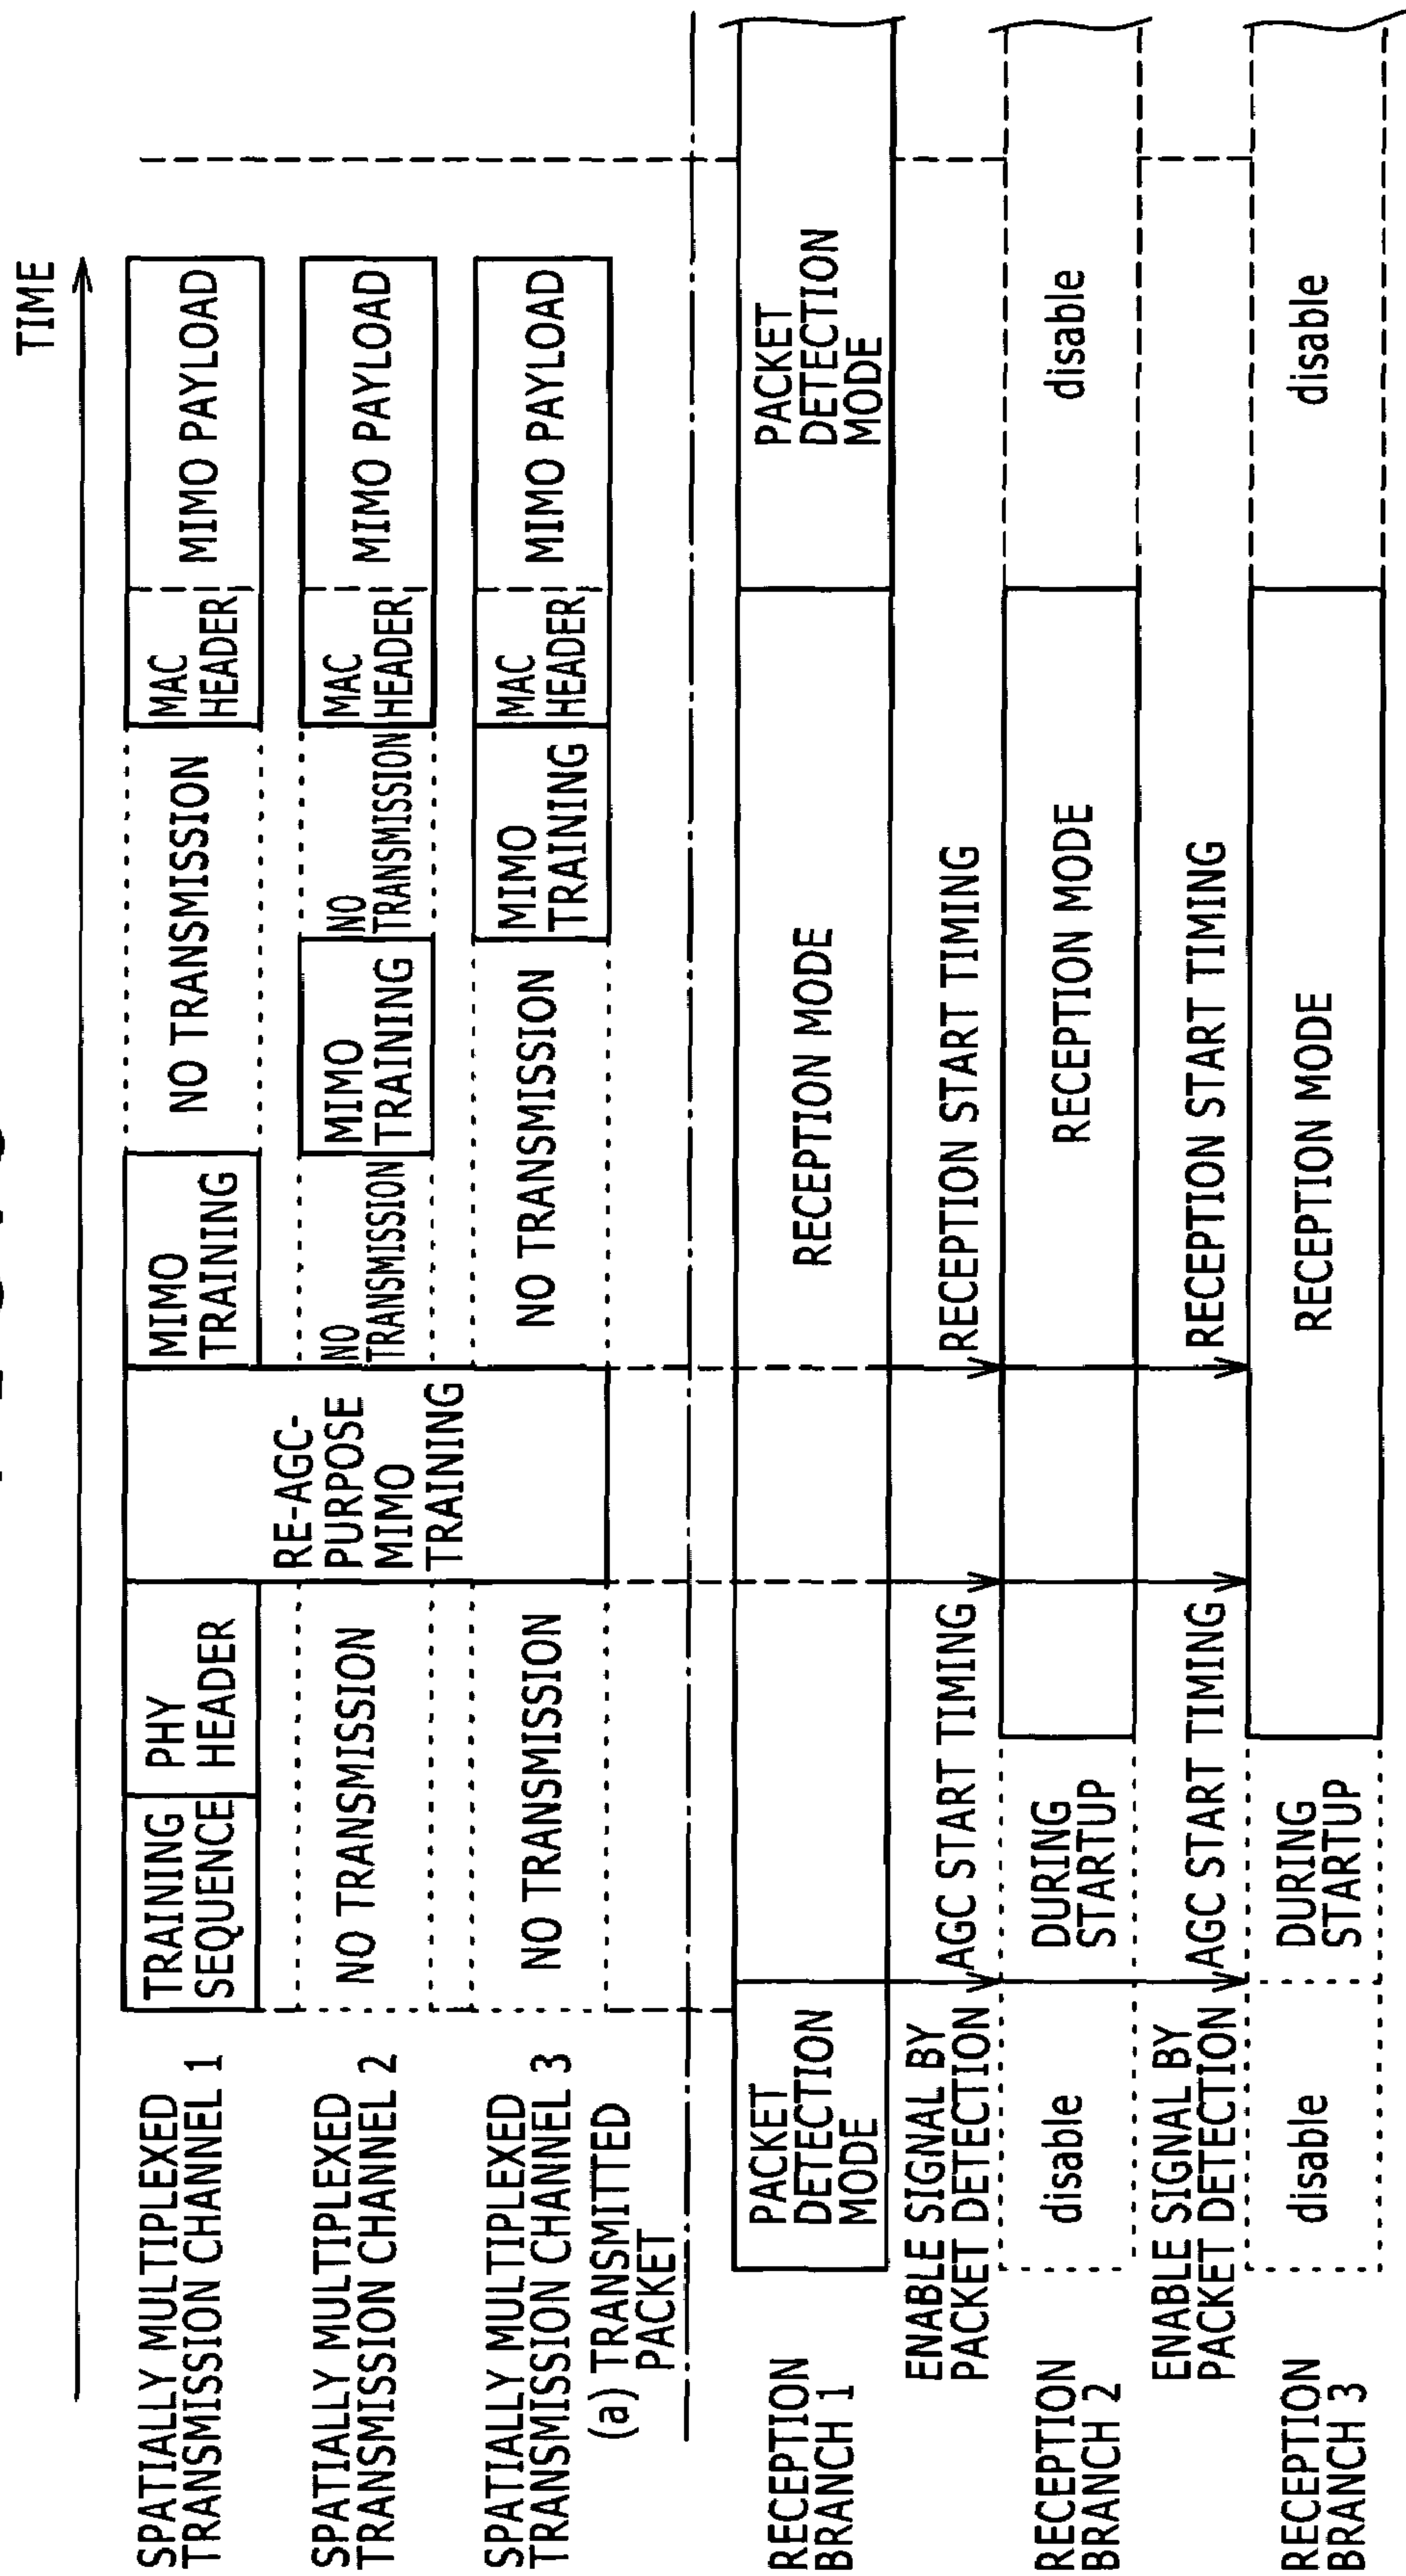 TIME
SPATIALLY MULTIPLEXED
TRANSMISSION CHANNEL 1
TRAINING
SEQUENCE
PHY
HEADER
MIMO
TRAINING
NO TRANSMISSION
MAC
HEADER
MIMO PAYLOAD
RE-AGC-
PURPOSE
MIMO
TRAINING
SPATIALLY MULTIPLEXED
TRANSMISSION CHANNEL 2
NO TRANSMISSION
NO
TRANSMISSION
MIMO
TRAINING
NO
TRANSMISSION
MAC
HEADER
MIMO PAYLOAD
SPATIALLY MULTIPLEXED
TRANSMISSION CHANNEL 3
NO TRANSMISSION
NO TRANSMISSION
MIMO
TRAINING
MAC
HEADER
MIMO PAYLOAD
(a) TRANSMITTED
PACKET
RECEPTION
BRANCH 1
PACKET
DETECTION
MODE
RECEPTION MODE
PACKET
DETECTION
MODE
ENABLE SIGNAL BY
PACKET DETECTION
AGC START TIMING
RECEPTION START TIMING
RECEPTION
BRANCH 2
disable
DURING
STARTUP
RECEPTION MODE
disable
ENABLE SIGNAL BY
PACKET DETECTION
AGC START TIMING
RECEPTION START TIMING
RECEPTION
BRANCH 3
disable
DURING
STARTUP
RECEPTION MODE
disable